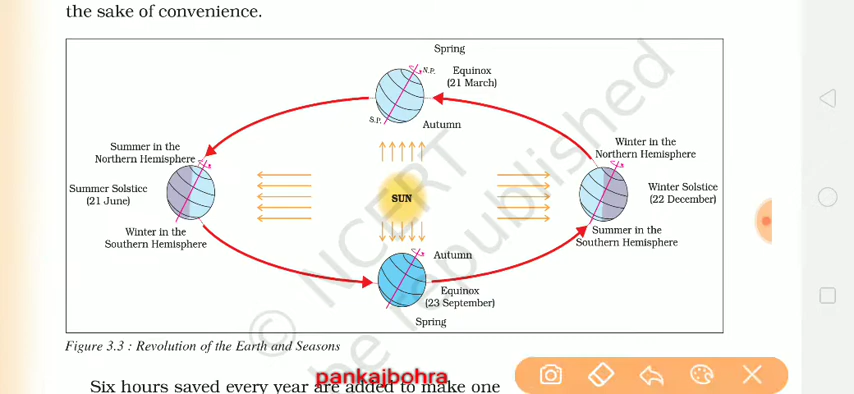 the sake of convenience.
Spring
N.P.
Equinox
(21 March)
S.P.
Autumn
Summer in the
Northern Hemisphere
Winter in the
Northern Hemisphere
Summer Solstice
(21 June)
SUN
Winter Solstice
(22 December)
Winter in the
Southern Hemisphere
Summer in the
Southern Hemisphere
Autumn
Equinox
(23 September)
Spring
© NCERT
be republished
Figure 3.3 : Revolution of the Earth and Seasons
Six hours saved every year are added to make one
pankajbohra